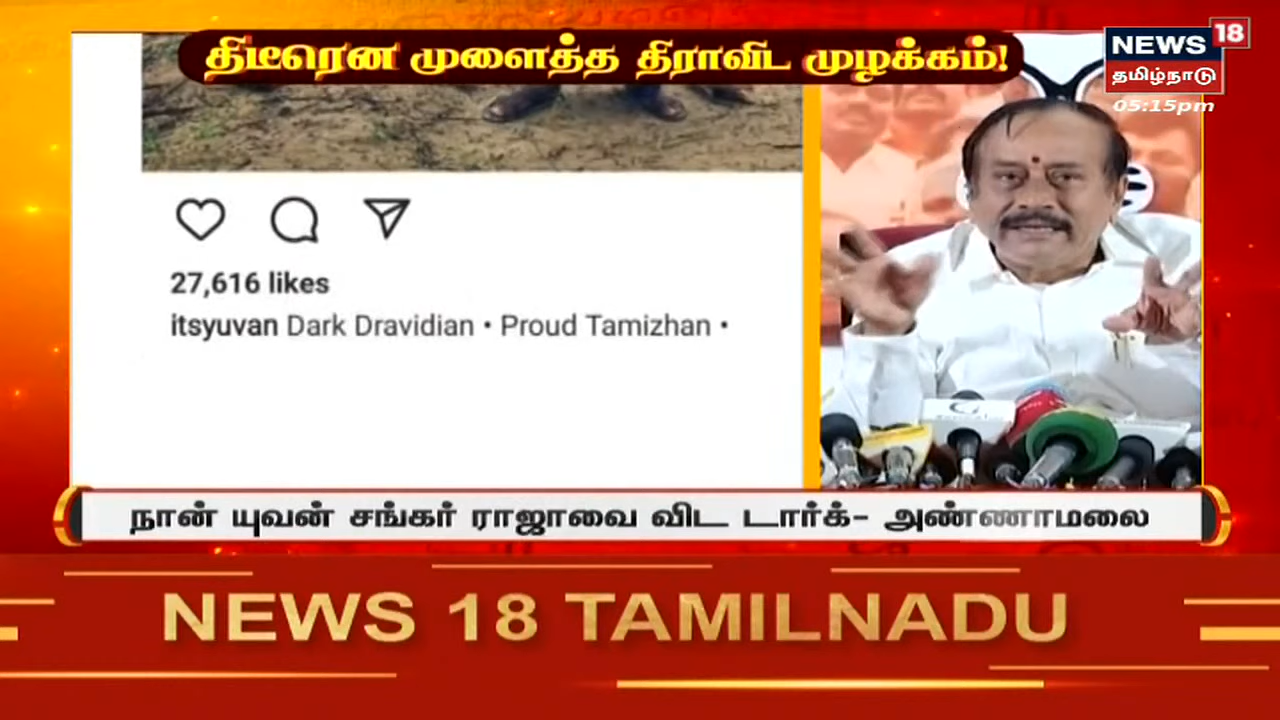 திடீரென முளைத்த திராவிட முழக்கம்!
NEWS 18
தமிழ்நாடு
05:15pm
27,616 likes
itsyuvan Dark Dravidian • Proud Tamizhan •
நான் யுவன் சங்கர் ராஜாவை விட டார்க்- அண்ணாமலை
NEWS 18 TAMILNADU